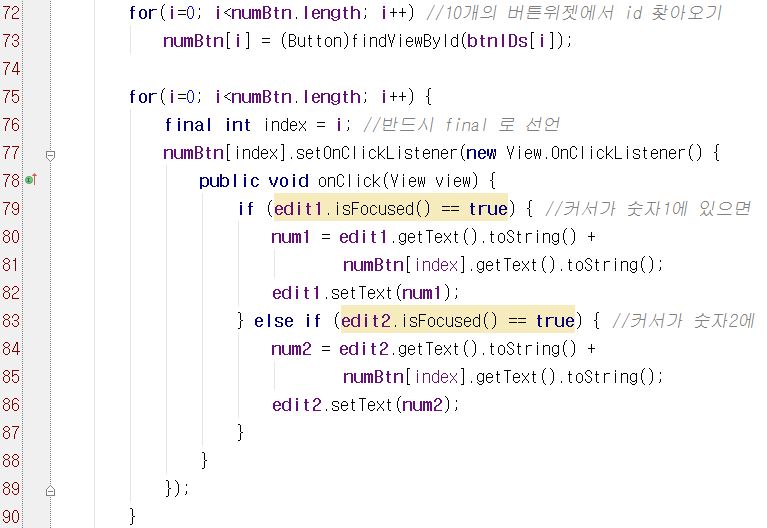 72 for(i=0; i<numBtn.length; i++) //10개의 버튼위젯에서 id 찾아오기
73 numBtn[i] = (Button)findViewById(btnIDs[i]);
74
75 for(i=0; i<numBtn.length; i++) {
76 final int index = i; //반드시 final 로 선언
77 numBtn[index].setOnClickListener(new View.OnClickListener() {
78 public void onClick(View view) {
79 if (edit1.isFocused() == true) { //커서가 숫자1에 있으면
80 num1 = edit1.getText().toString() +
81 numBtn[index].getText().toString();
82 edit1.setText(num1);
83 } else if (edit2.isFocused() == true) { //커서가 숫자2에
84 num2 = edit2.getText().toString() +
85 numBtn[index].getText().toString();
86 edit2.setText(num2);
87 }
88 }
89 });
90 }